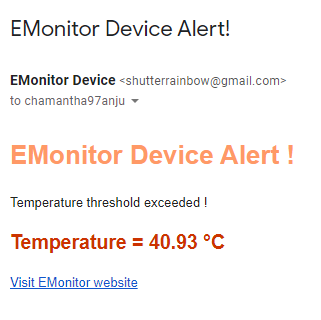 EMonitor Device Alert!
EMonitor Device <shutterrainbow@gmail.com>
to chamantha97anju
EMonitor Device Alert !
Temperature threshold exceeded !
Temperature = 40.93 °C
Visit EMonitor website